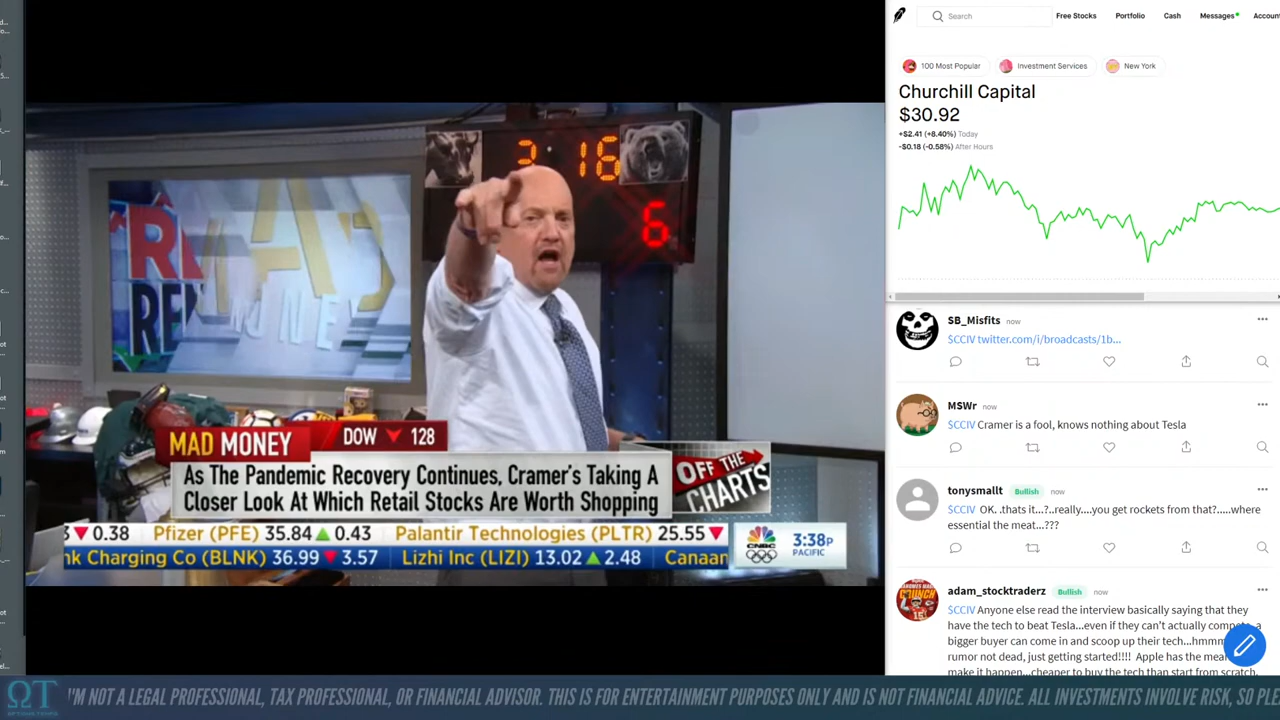 Search
Free Stocks
Portfolio
Cash
Messages
Accoun
100 Most Popular
Investment Services
New York
Churchill Capital
$30.92
+$2.41 (+8.40%) Today
-$0.18 (-0.58%) After Hours
16
6
MAD MONEY
DOW ▼ 128
As The Pandemic Recovery Continues, Cramer's Taking A
Closer Look At Which Retail Stocks Are Worth Shopping
OFF THE
CHARTS
▼ 0.38 Pfizer (PFE) 35.84 ▲ 0.43 Palantir Technologies (PLTR) 25.55 ▼
nk Charging Co (BLNK) 36.99 ▼ 3.57 Lizhi Inc (LIZI) 13.02 ▲ 2.48 Canaan
CNBC
3:38P
PACIFIC
SB_Misfits now
$CCIV twitter.com/i/broadcasts/1b...
MSWr now
$CCIV Cramer is a fool, knows nothing about Tesla
tonysmallt Bullish now
$CCIV OK. .thats it...?..really....you get rockets from that?.....where
essential the meat...???
adam_stocktraderz Bullish now
$CCIV Anyone else read the interview basically saying that they
have the tech to beat Tesla...even if they can't actually a
bigger buyer can come in and scoop up their tech...hmmm
rumor not dead, just getting started!!!! Apple has the
make it happen...cheaper to buy the tech than start from scratch.
ΩT
"M NOT A LEGAL PROFESSIONAL, TAX PROFESSIONAL, OR FINANCIAL ADVISOR. THIS IS FOR ENTERTAINMENT PURPOSES ONLY AND IS NOT FINANCIAL ADVICE. ALL INVESTMENTS INVOLVE RISK, SO PLE